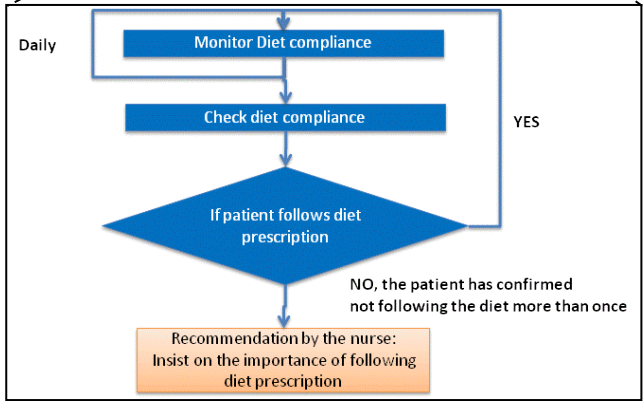 Daily
Monitor Diet compliance
Check diet compliance
YES
If patient follows diet
prescription
NO, the patient has confirmed
not following the diet more than once
Recommendation by the nurse:
Insist on the importance of following
diet prescription